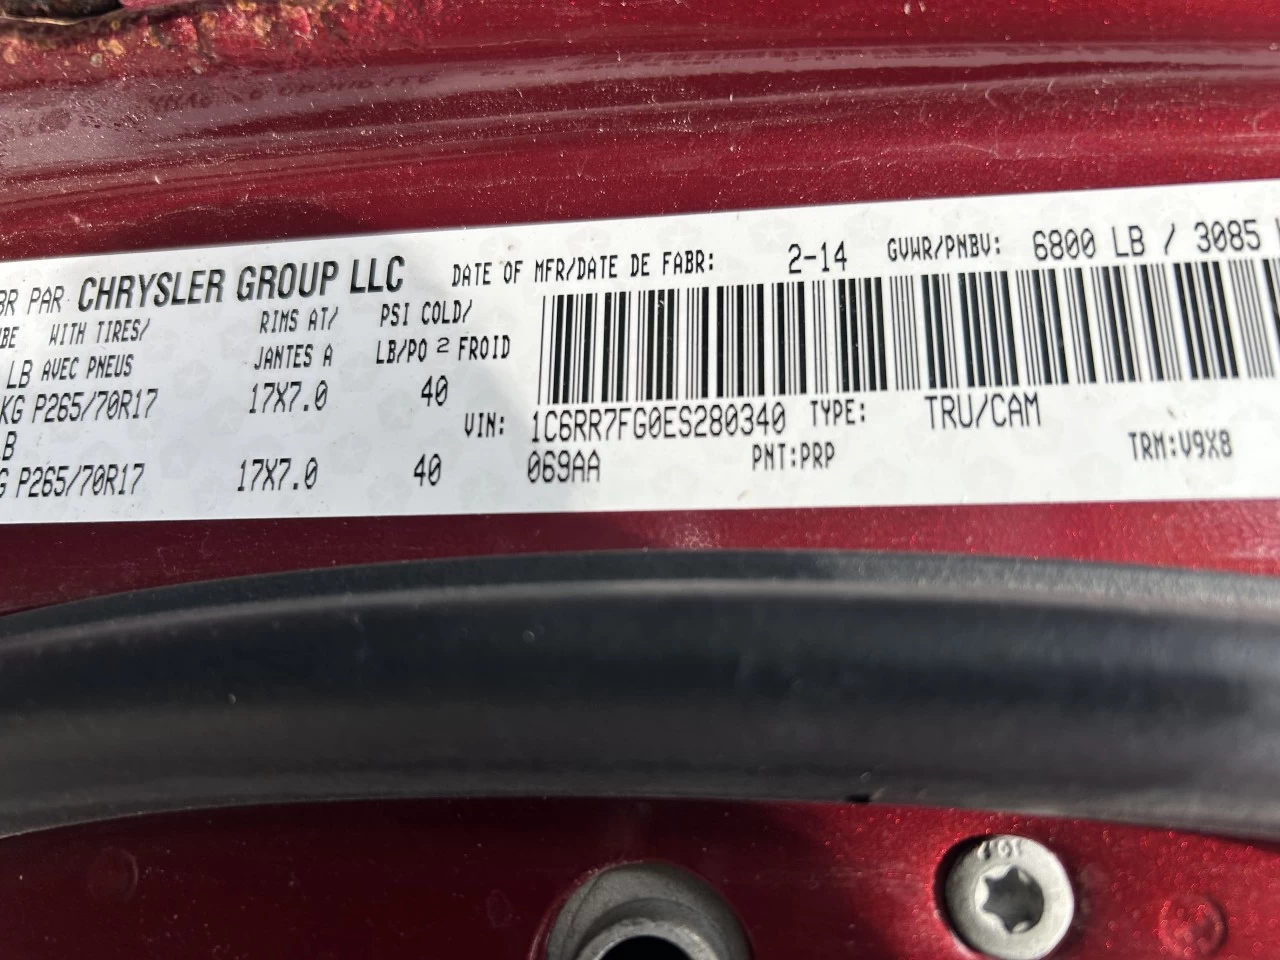 BR PAR CHRYSLER GROUP LLC DATE OF MFR/DATE DE FABR: 2-14 GVWR/PNBV: 6800 LB / 3085
WITH TIRES/ RIMS AT/ PSI COLD/
LB AVEC PNEUS JANTES A LB/PO 2 FROID
KG P265/70R17 17X7.0 40
VIN: 1C6RR7FG0ES280340 TYPE: TRU/CAM
LB
G P265/70R17 17X7.0 40
069AA PNT:PRP TRM:V9X8